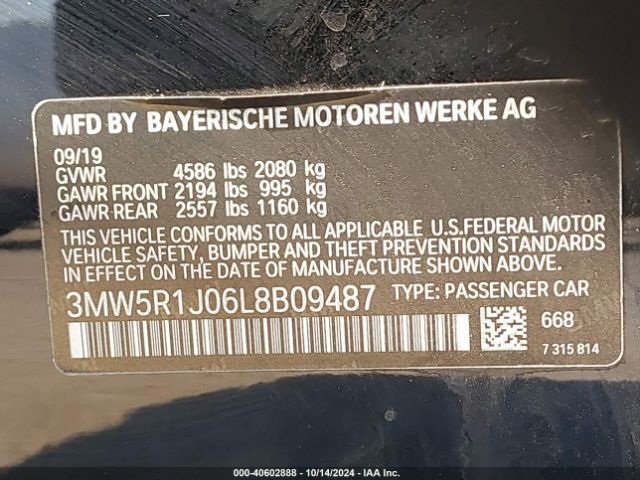 MFD BY BAYERISCHE MOTOREN WERKE AG
09/19
GVWR 4586 lbs 2080 kg
GAWR FRONT 2194 lbs 995 kg
GAWR REAR 2557 lbs 1160 kg
THIS VEHICLE CONFORMS TO ALL APPLICABLE U.S.FEDERAL MOTOR
VEHICLE SAFETY, BUMPER AND THEFT PREVENTION STANDARDS
IN EFFECT ON THE DATE OF MANUFACTURE SHOWN ABOVE.
3MW5R1J06L8B09487 TYPE: PASSENGER CAR
668
7 315 814
000-40602888 - 10/14/2024 - IAA Inc.